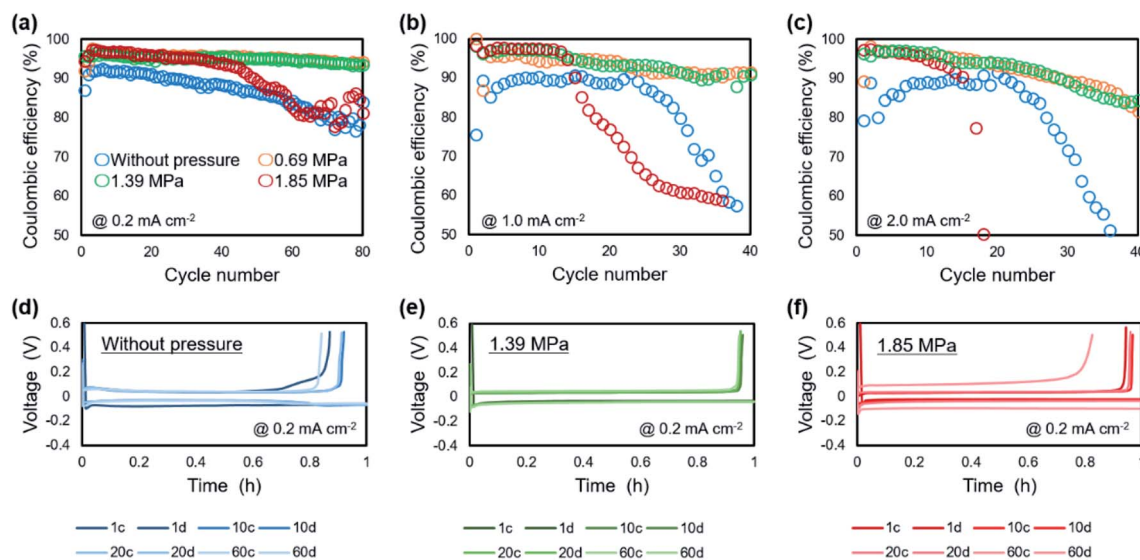 (a)
Coulombic efficiency (%)
100
90
80
70
60
50
Without pressure
0.69 MPa
1.39 MPa
1.85 MPa
@ 0.2 mA cm-2
0 20 40 60 80
Cycle number
(b)
Coulombic efficiency (%)
100
90
80
70
60
50
@ 1.0 mA cm-2
0 10 20 30 40
Cycle number
(c)
Coulombic efficiency (%)
100
90
80
70
60
50
@ 2.0 mA cm-2
0 10 20 30 40
Cycle number
(d)
Voltage (V)
0.6
0.4
0.2
0
-0.2
-0.4
Without pressure
@ 0.2 mA cm-2
0 0.2 0.4 0.6 0.8 1
Time (h)
1c 1d 10c 10d
20c 20d 60c 60d
(e)
Voltage (V)
0.6
0.4
0.2
0
-0.2
-0.4
1.39 MPa
@ 0.2 mA cm-2
0 0.2 0.4 0.6 0.8 1
Time (h)
1c 1d 10c 10d
20c 20d 60c 60d
(f)
Voltage (V)
0.6
0.4
0.2
0
-0.2
-0.4
1.85 MPa
@ 0.2 mA cm-2
0 0.2 0.4 0.6 0.8 1
Time (h)
1c 1d 10c 10d
20c 20d 60c 60d